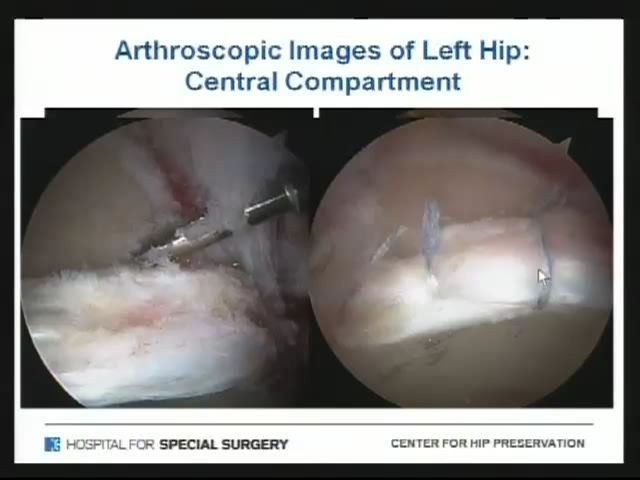 Arthroscopic Images of Left Hip:
Central Compartment
HOSPITAL FOR SPECIAL SURGERY
CENTER FOR HIP PRESERVATION